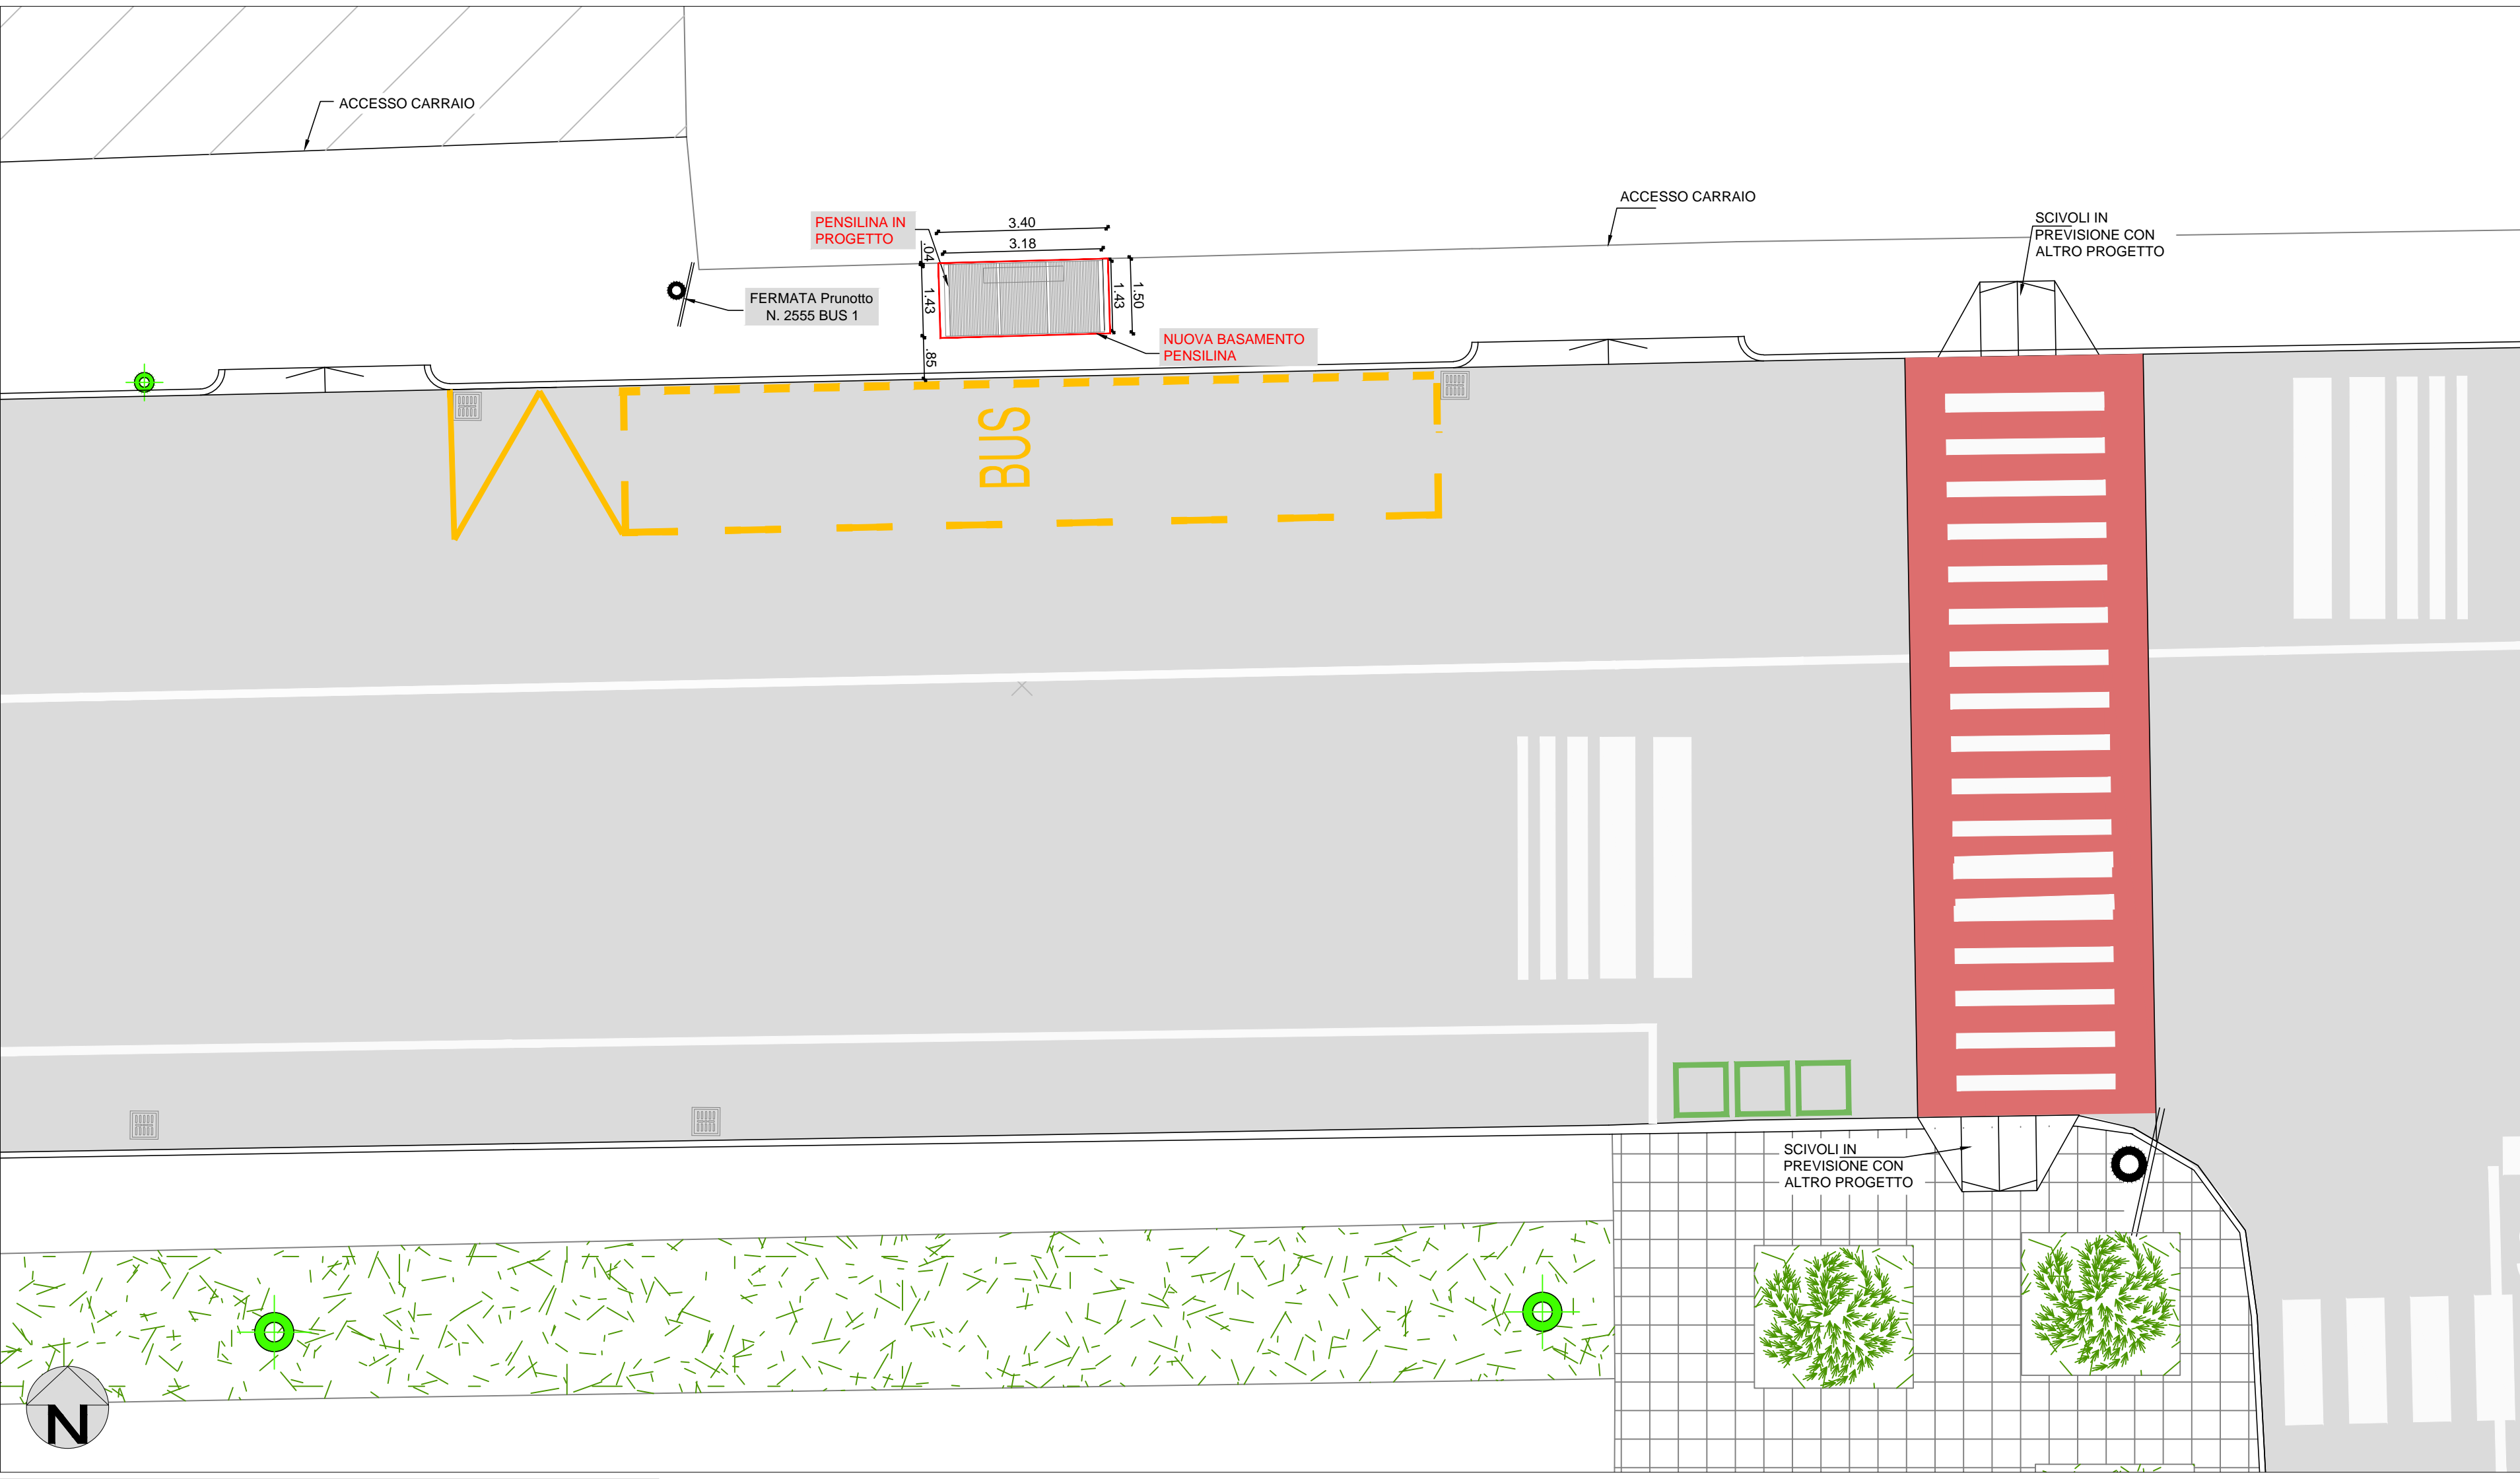 ACCESSO CARRAIO
ACCESSO CARRAIO
SCIVOLI IN
PREVISIONE CON
ALTRO PROGETTO
PENSILINA IN
PROGETTO
3.40
3.18
.04
1.43
.85
1.43
1.50
FERMATA Prunotto
N. 2555 BUS 1
NUOVA BASAMENTO
PENSILINA
BUS
SCIVOLI IN
PREVISIONE CON
ALTRO PROGETTO
N